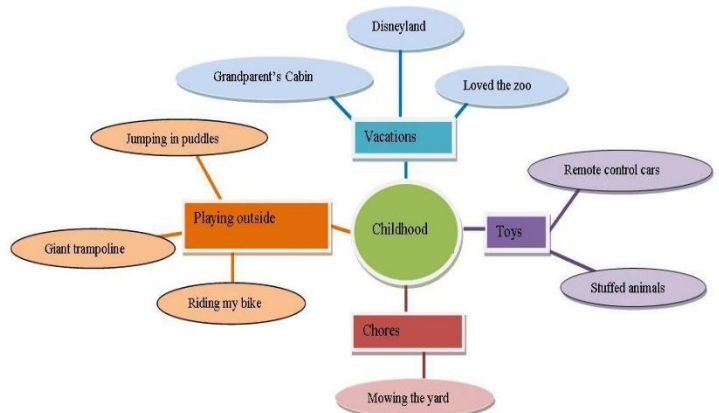 Disneyland
Grandparent's Cabin
Loved the zoo
Vacations
Jumping in puddles
Remote control cars
Playing outside
Childhood
Toys
Giant trampoline
Stuffed animals
Riding my bike
Chores
Mowing the yard